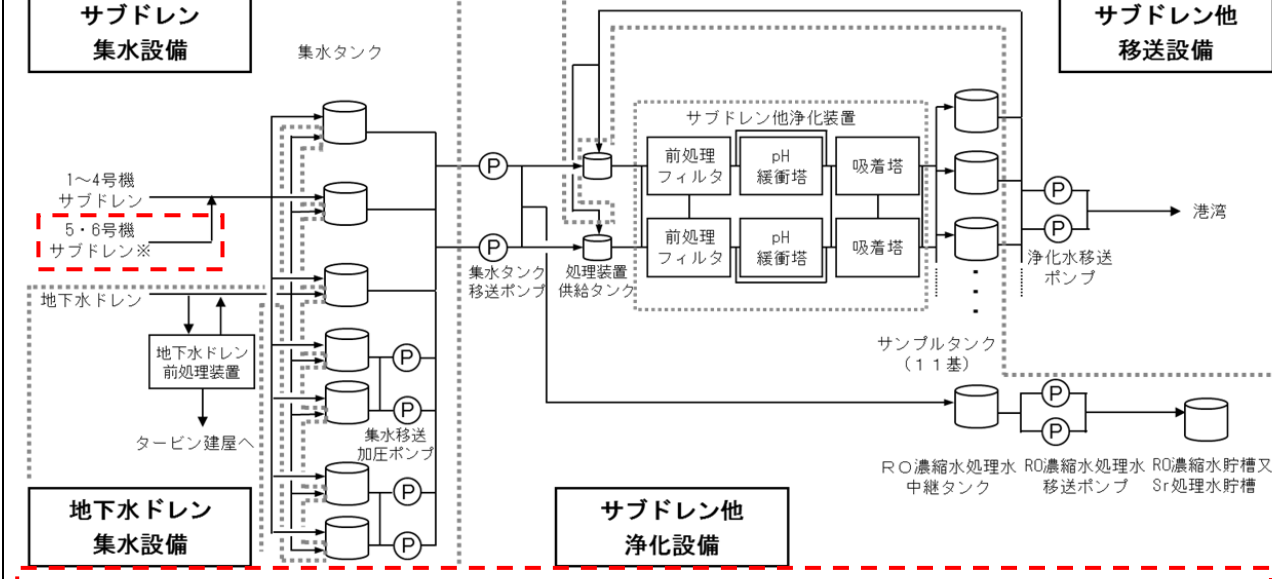 サブドレン
集水設備
集水タンク
サブドレン他
移送設備
サブドレン他浄化装置
前処理
フィルタ
pH
緩衝塔
吸着塔
前処理
フィルタ
pH
緩衝塔
吸着塔
1～4号機
サブドレン
5・6号機
サブドレン※
P
P
P
P
港湾
集水タンク
移送ポンプ
処理装置
供給タンク
浄化水移送
ポンプ
地下水ドレン
地下水ドレン
前処理装置
タービン建屋へ
P
P
集水移送
加圧ポンプ
P
P
サンプルタンク
（１１基）
P
P
ＲＯ濃縮水処理水
中継タンク
RO濃縮水処理水
移送ポンプ
RO濃縮水貯槽又
Sr処理水貯槽
地下水ドレン
集水設備
サブドレン他
浄化設備